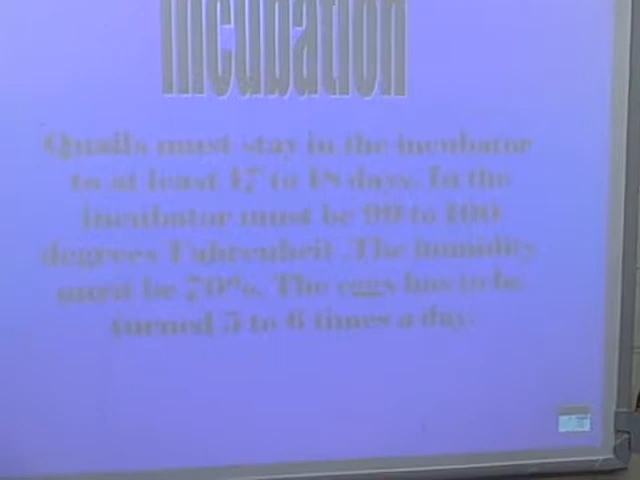 Incubation
Quails must stay in the incubator
to at least 17 to 18 days. In the
incubator must be 99 to 100
degrees Fahrenheit .The humidity
must be 70%. The eggs has to be
turned 5 to 6 times a day.